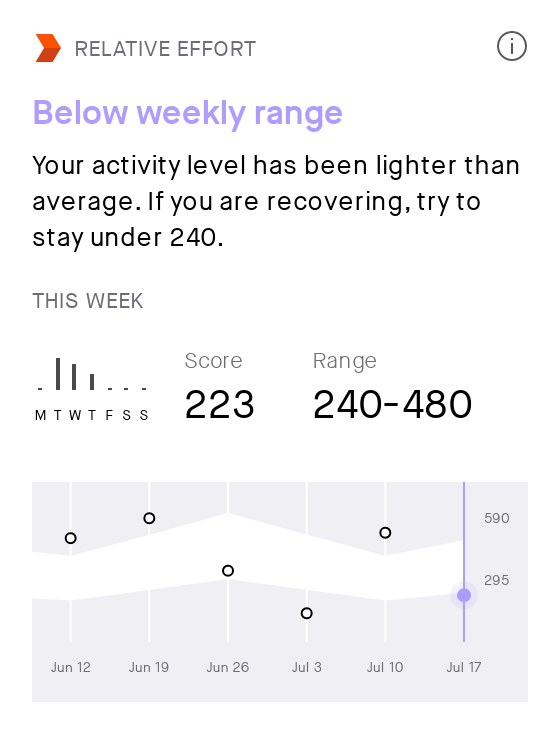 RELATIVE EFFORT
Below weekly range
Your activity level has been lighter than
average. If you are recovering, try to
stay under 240.
THIS WEEK
Score Range
223 240-480
M T W T F S S
590
295
Jun 12 Jun 19 Jun 26 Jul 3 Jul 10 Jul 17